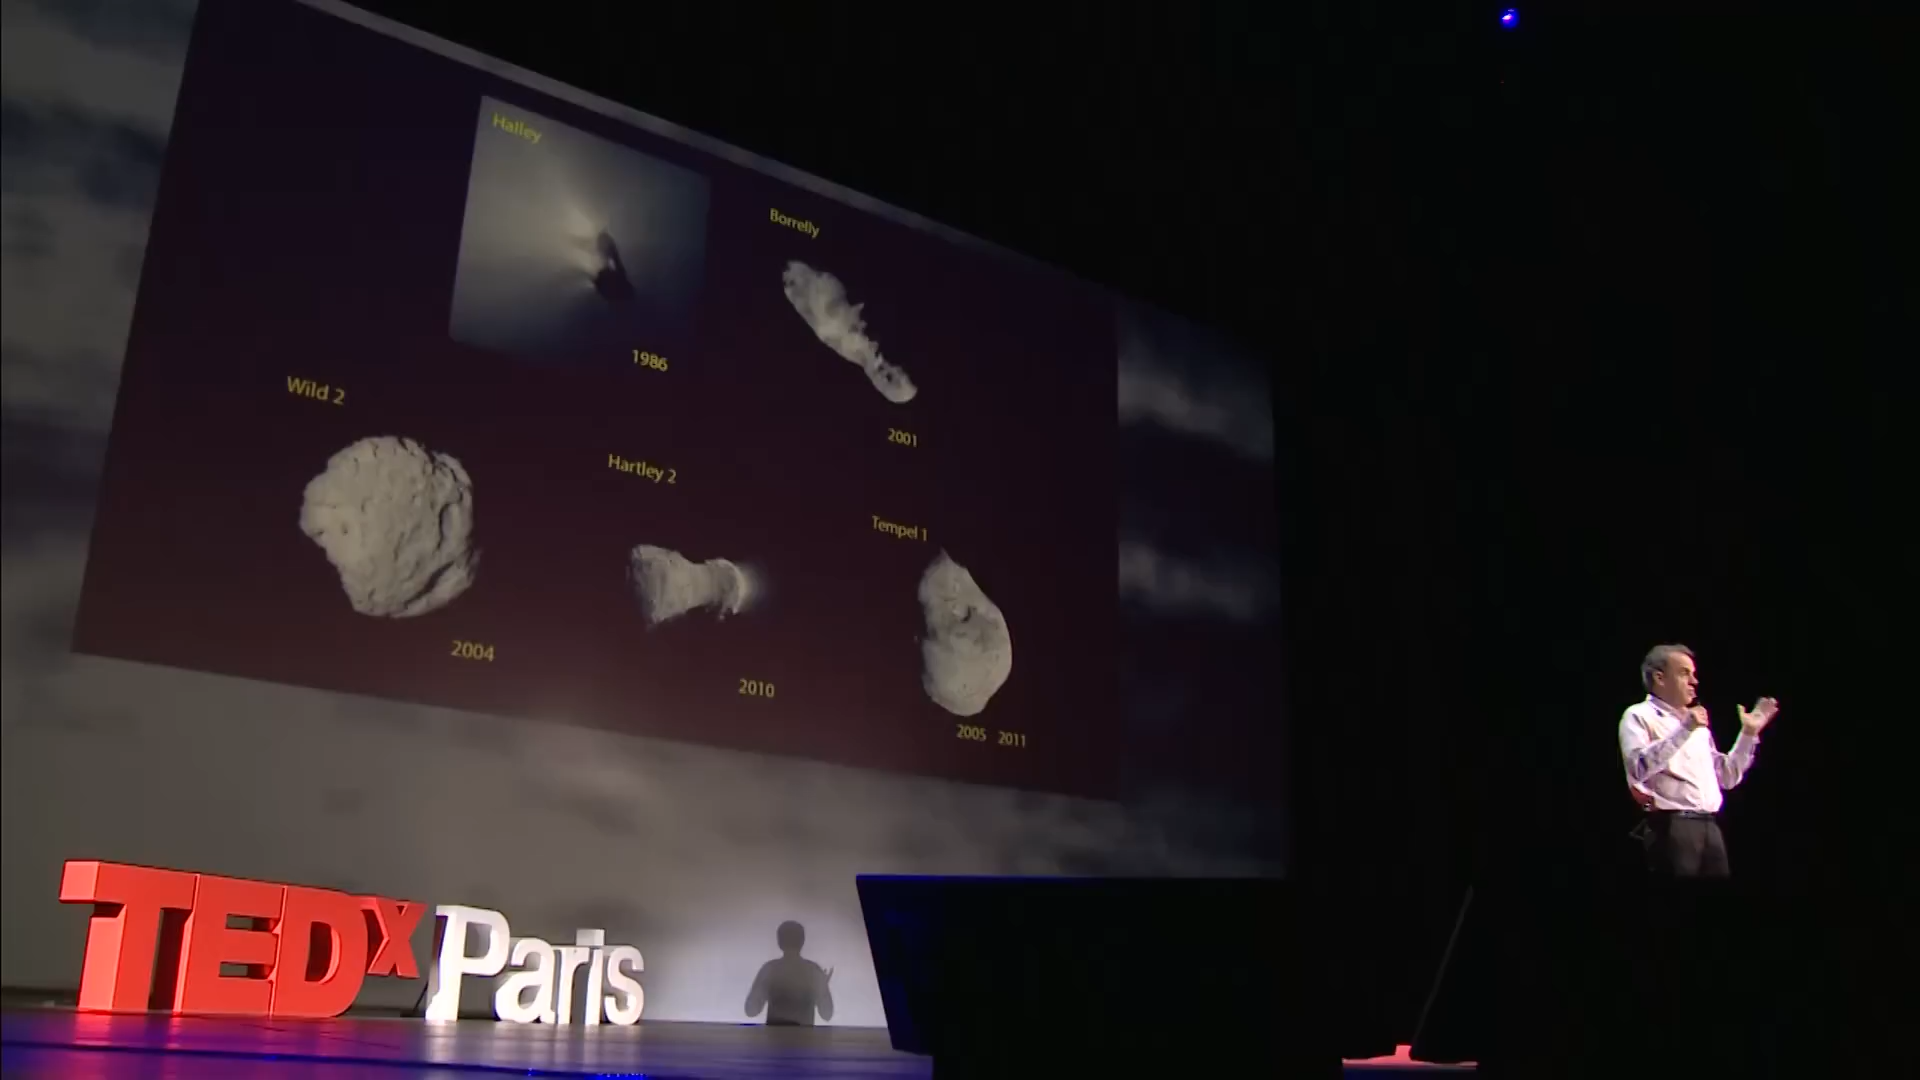 Halley
1986
Borrelly
2001
Wild 2
2004
Hartley 2
2010
Tempel 1
2005 2011
TEDx Paris